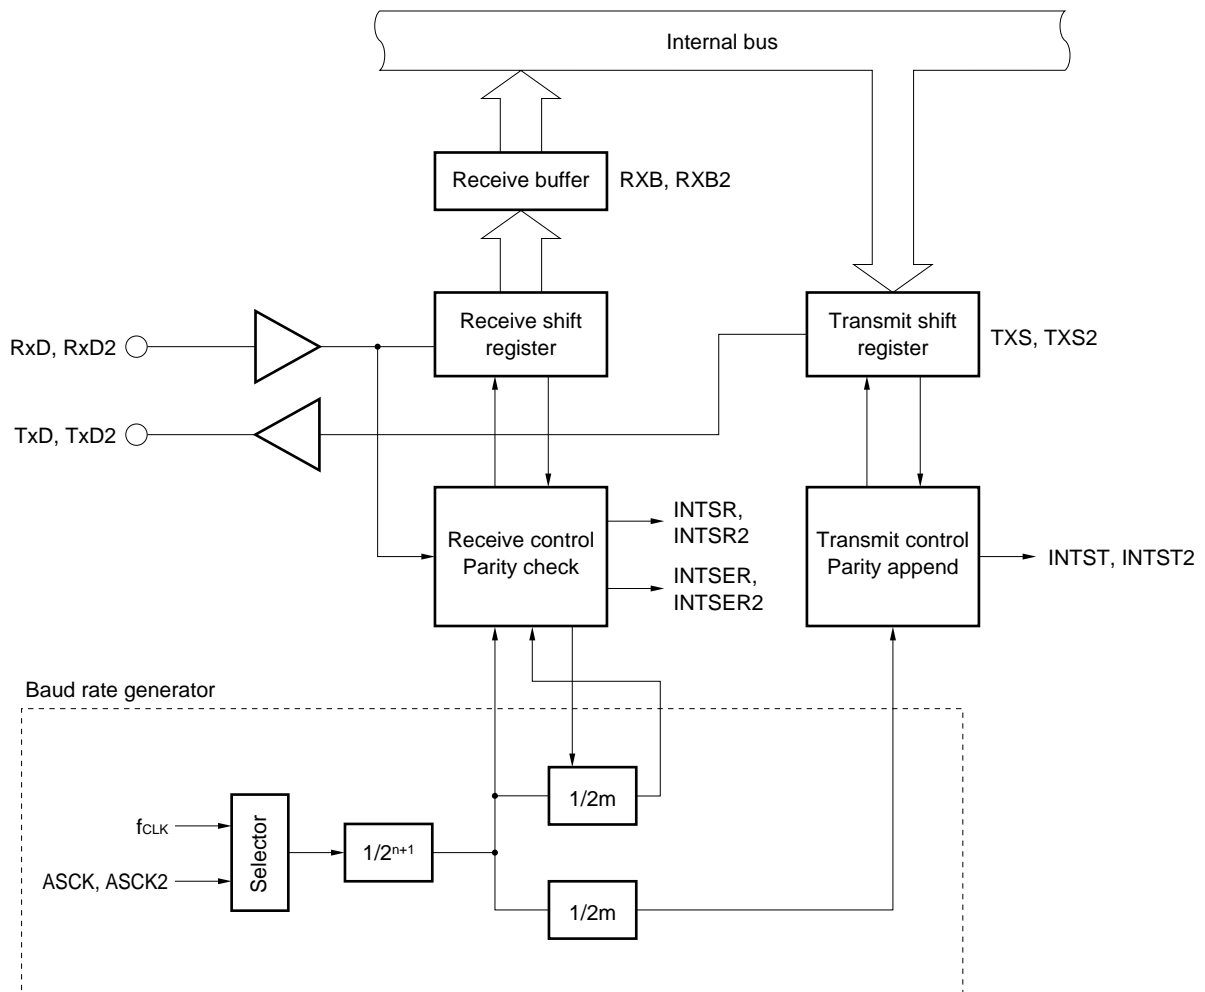 Internal bus
Receive buffer
RXB, RXB2
Receive shift
register
Transmit shift
register
TXS, TXS2
RxD, RxD2
TxD, TxD2
Receive control
Parity check
INTSR,
INTSR2
INTSER,
INTSER2
Transmit control
Parity append
INTST, INTST2
Baud rate generator
fCLK
ASCK, ASCK2
Selector
1/2ⁿ⁺¹
1/2m
1/2m